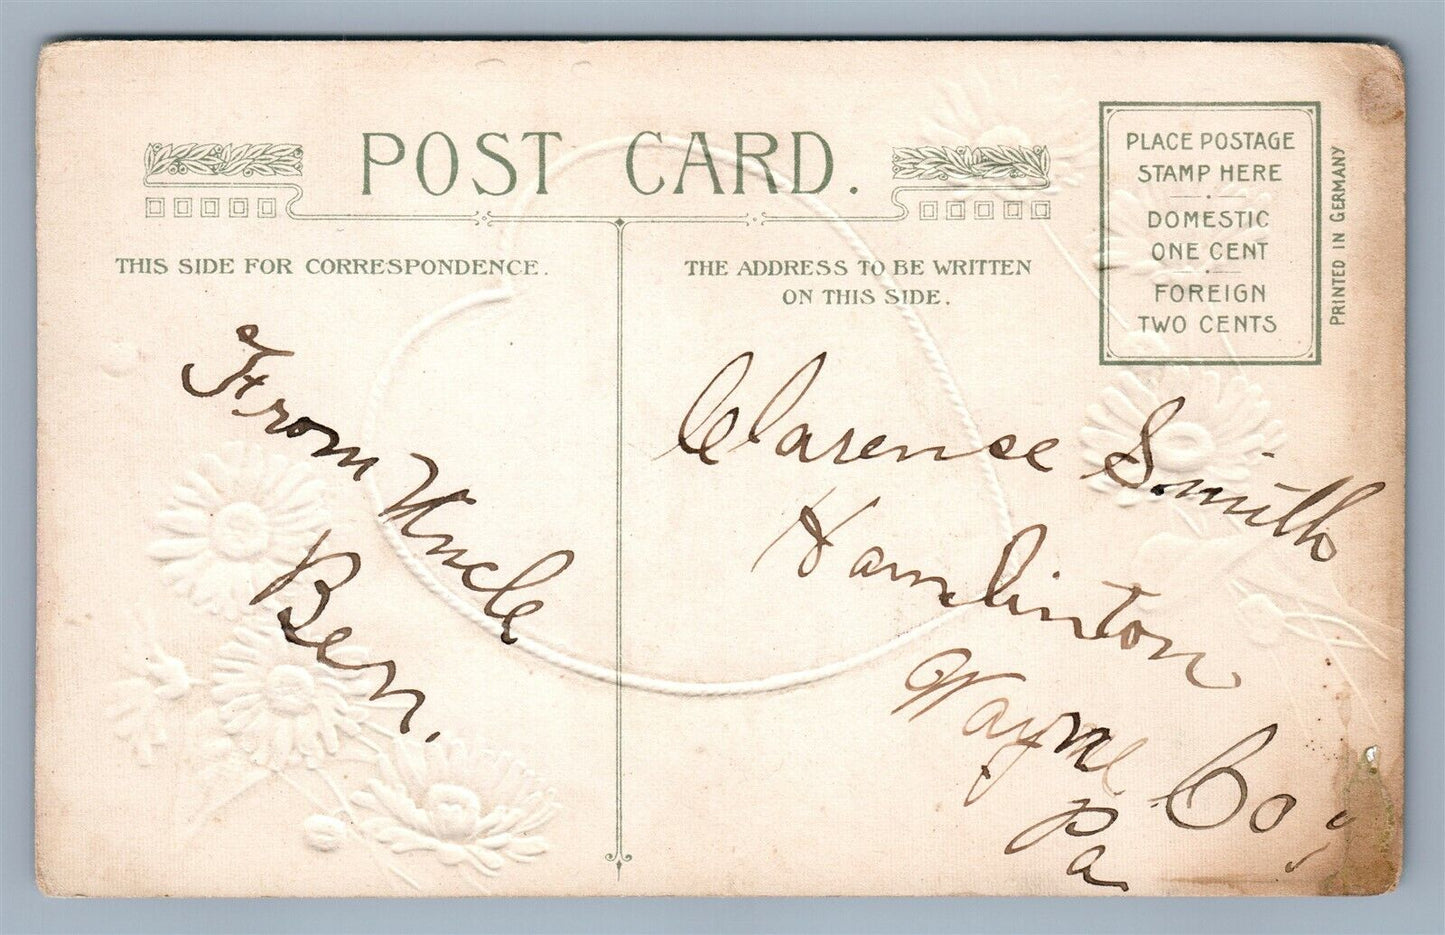 POST CARD.
THIS SIDE FOR CORRESPONDENCE.
THE ADDRESS TO BE WRITTEN
ON THIS SIDE.
PLACE POSTAGE
STAMP HERE
DOMESTIC
ONE CENT
FOREIGN
TWO CENTS
PRINTED IN GERMANY
From Uncle
Ben.
Clarence Smith
Hamlinton
Wayne Co.,
Pa